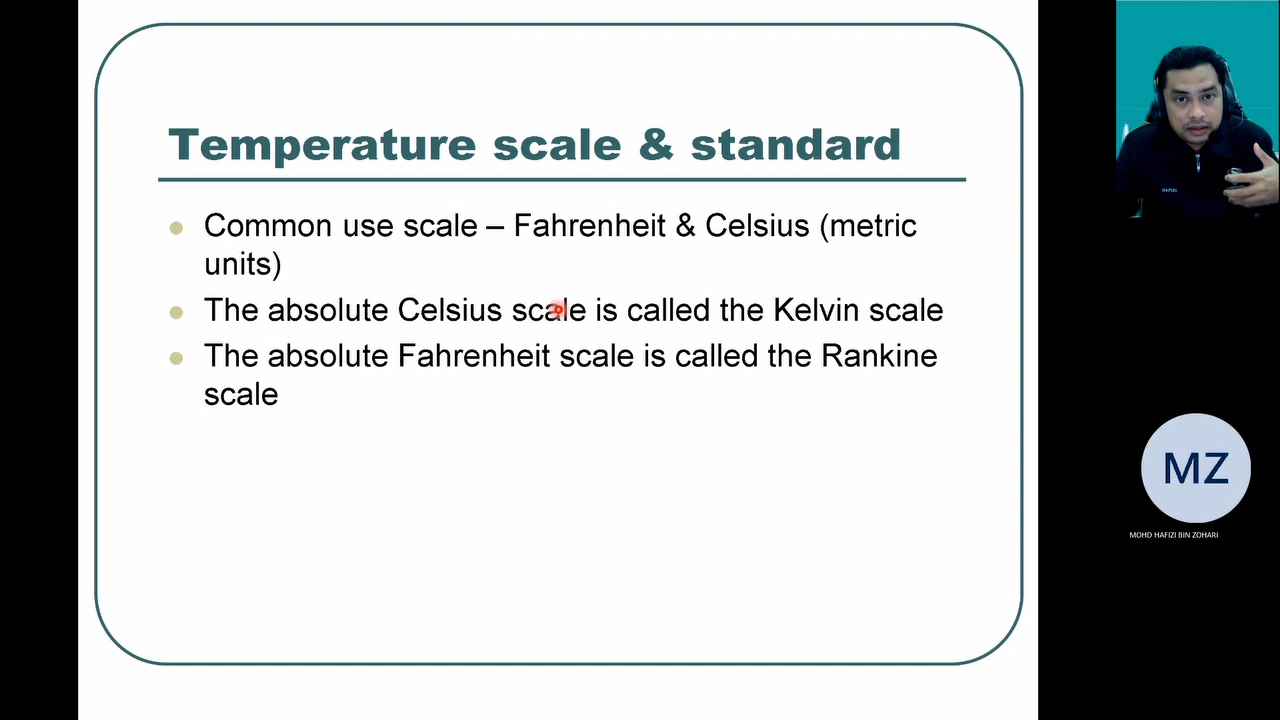 Temperature scale & standard
Common use scale – Fahrenheit & Celsius (metric
units)
The absolute Celsius scale is called the Kelvin scale
The absolute Fahrenheit scale is called the Rankine
scale
HAFIZI
MZ
MOHD HAFIZI BIN ZOHARI